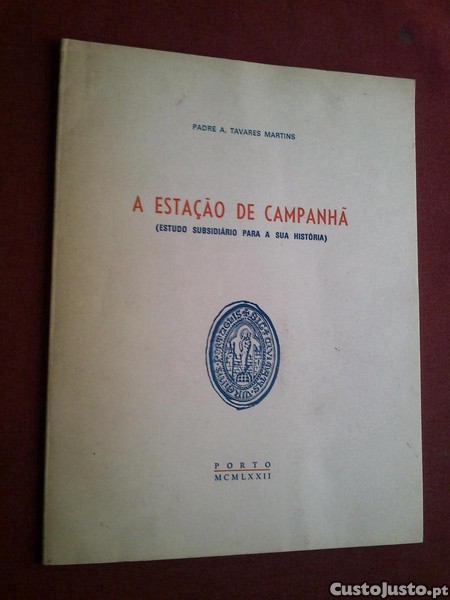 PADRE A. TAVARES MARTINS
A ESTAÇÃO DE CAMPANHÃ
(ESTUDO SUBSIDIÁRIO PARA A SUA HISTÓRIA)
PORTO
MCMLXXII
CustoJusto.pt